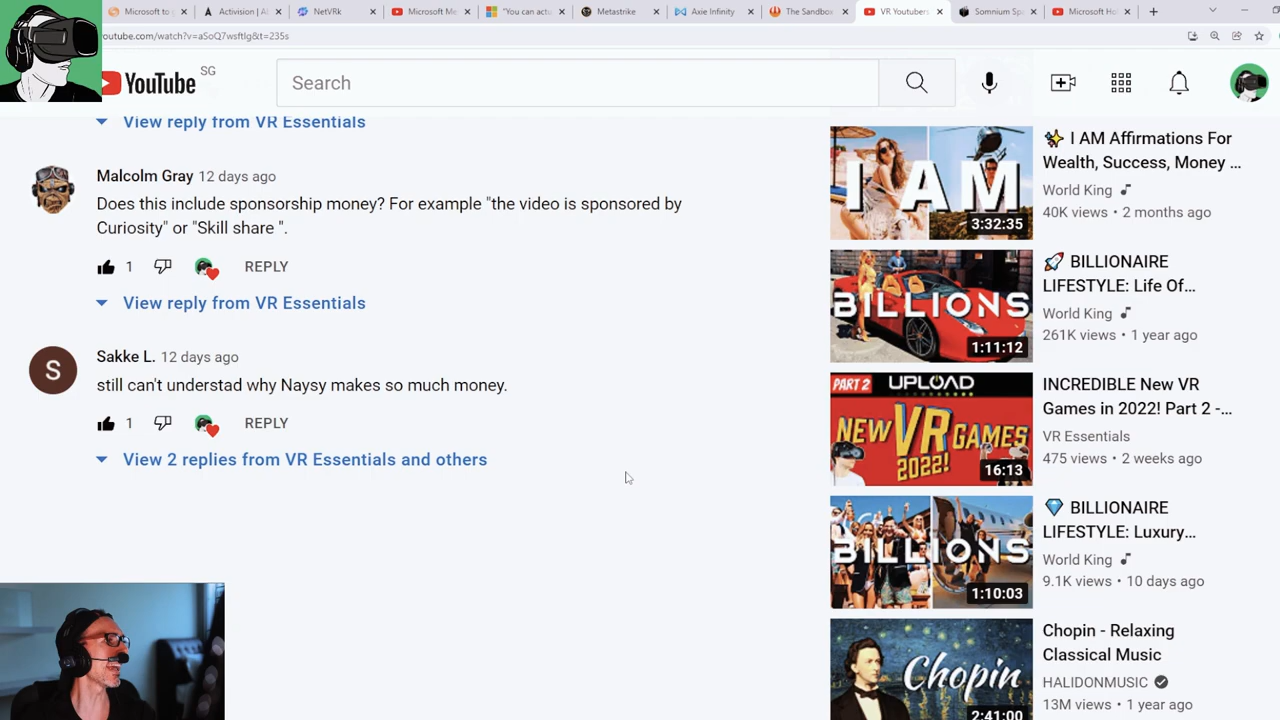 Microsoft to s
Activision | Al
NetVRk
Microsoft Me
"You can actu
Metastrike
Axie Infinity
The Sandbox
VR Youtubers
Somnium Sp
Microsoft Ho
outube.com/watch?v=aSoQ7wsftlg&t=235s
YouTube SG
Search
View reply from VR Essentials
Malcolm Gray 12 days ago
Does this include sponsorship money? For example "the video is sponsored by
Curiosity" or "Skill share ".
1 REPLY
View reply from VR Essentials
Sakke L. 12 days ago
S
still can't understad why Naysy makes so much money.
1 REPLY
View 2 replies from VR Essentials and others
I AM
3:32:35
✨ I AM Affirmations For
Wealth, Success, Money ...
World King
40K views • 2 months ago
BILLIONS
1:11:12
🚀 BILLIONAIRE
LIFESTYLE: Life Of...
World King
261K views • 1 year ago
PART 2 UPLOAD
NEW VR GAMES
2022!
16:13
INCREDIBLE New VR
Games in 2022! Part 2 -...
VR Essentials
475 views • 2 weeks ago
BILLIONS
1:10:03
💎 BILLIONAIRE
LIFESTYLE: Luxury...
World King
9.1K views • 10 days ago
Chopin
2:41:00
Chopin - Relaxing
Classical Music
HALIDONMUSIC
13M views • 1 year ago